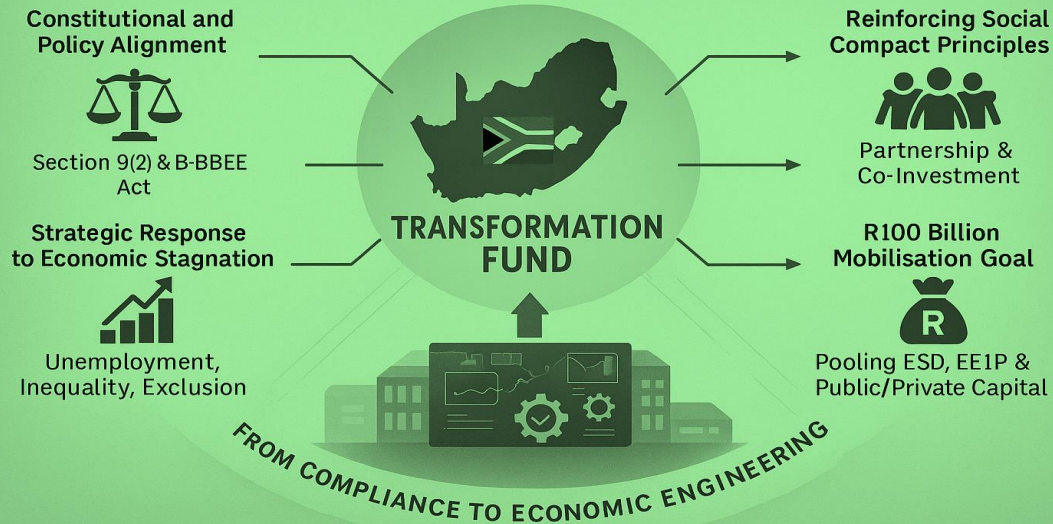 Constitutional and
Policy Alignment
Section 9(2) & B-BBEE
Act
Strategic Response
to Economic Stagnation
Unemployment,
Inequality, Exclusion
TRANSFORMATION
FUND
Reinforcing Social
Compact Principles
Partnership &
Co-Investment
R100 Billion
Mobilisation Goal
R
Pooling ESD, EE1P &
Public/Private Capital
FROM COMPLIANCE TO ECONOMIC ENGINEERING